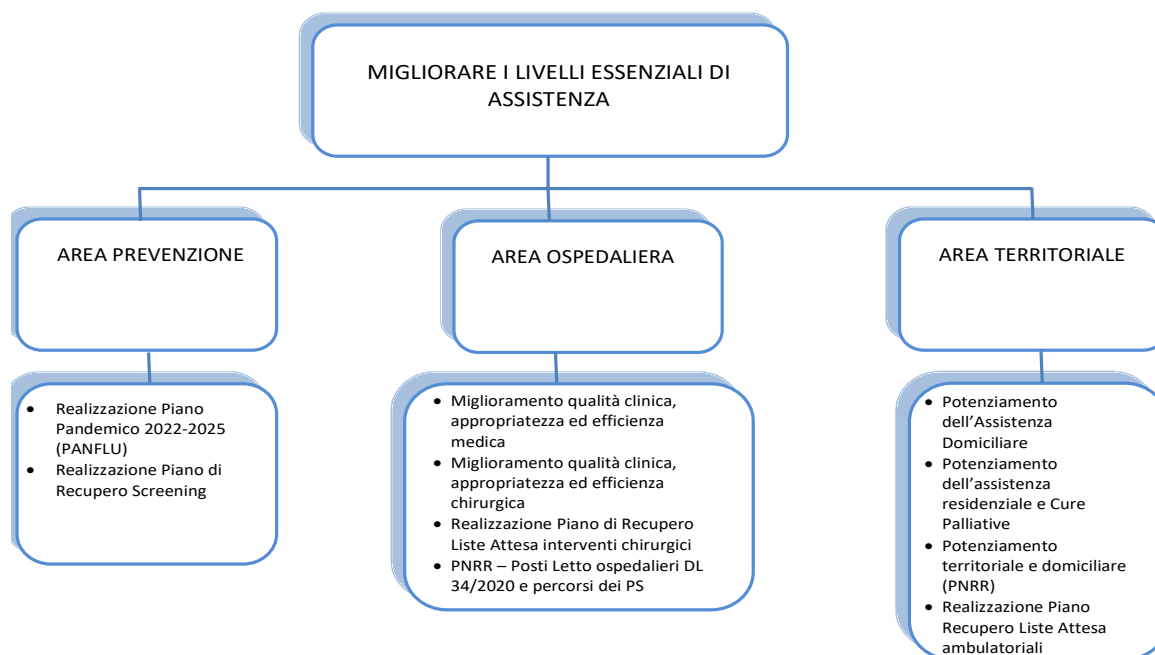 MIGLIORARE I LIVELLI ESSENZIALI DI
ASSISTENZA
AREA PREVENZIONE
AREA OSPEDALIERA
AREA TERRITORIALE
• Realizzazione Piano
Pandemico 2022-2025
(PANFLU)
• Realizzazione Piano di
Recupero Screening
• Miglioramento qualità clinica,
appropriatezza ed efficienza
medica
• Miglioramento qualità clinica,
appropriatezza ed efficienza
chirurgica
• Realizzazione Piano di Recupero
Liste Attesa interventi chirurgici
• PNRR – Posti Letto ospedalieri DL
34/2020 e percorsi dei PS
• Potenziamento
dell’Assistenza
Domiciliare
• Potenziamento
dell’assistenza
residenziale e Cure
Palliative
• Potenziamento
territoriale e domiciliare
(PNRR)
• Realizzazione Piano
Recupero Liste Attesa
ambulatoriali